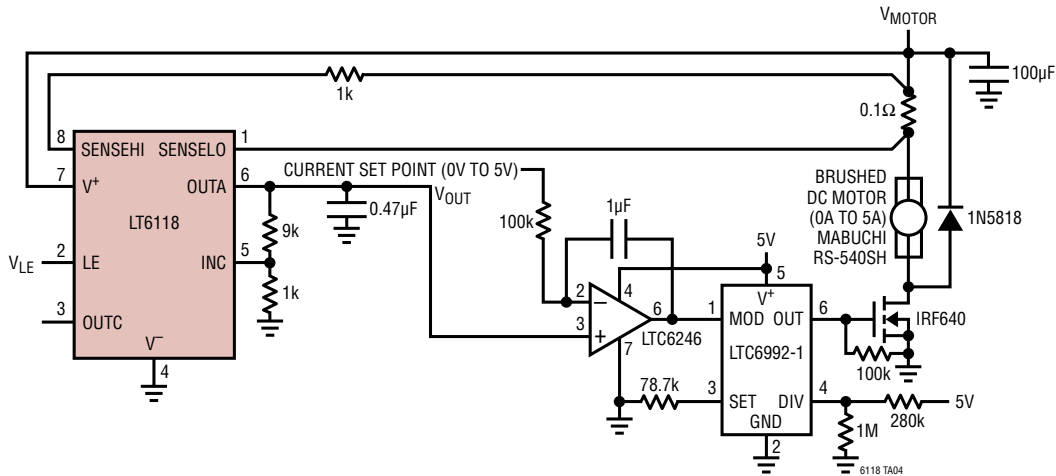 V_MOTOR
100µF
1k
0.1Ω
8
SENSEHI
SENSELO
1
7
V+
OUTA
6
CURRENT SET POINT (0V TO 5V)
V_OUT
LT6118
0.47µF
9k
100k
1µF
BRUSHED
DC MOTOR
(0A TO 5A)
MABUCHI
RS-540SH
1N5818
V_LE
2
LE
INC
5
1k
5V
3
OUTC
V−
4
2
−
3
+
4
6
7
LTC6246
5
V+
1
MOD
OUT
6
LTC6992-1
IRF640
100k
78.7k
3
SET
DIV
4
280k
5V
GND
2
1M
6118 TA04